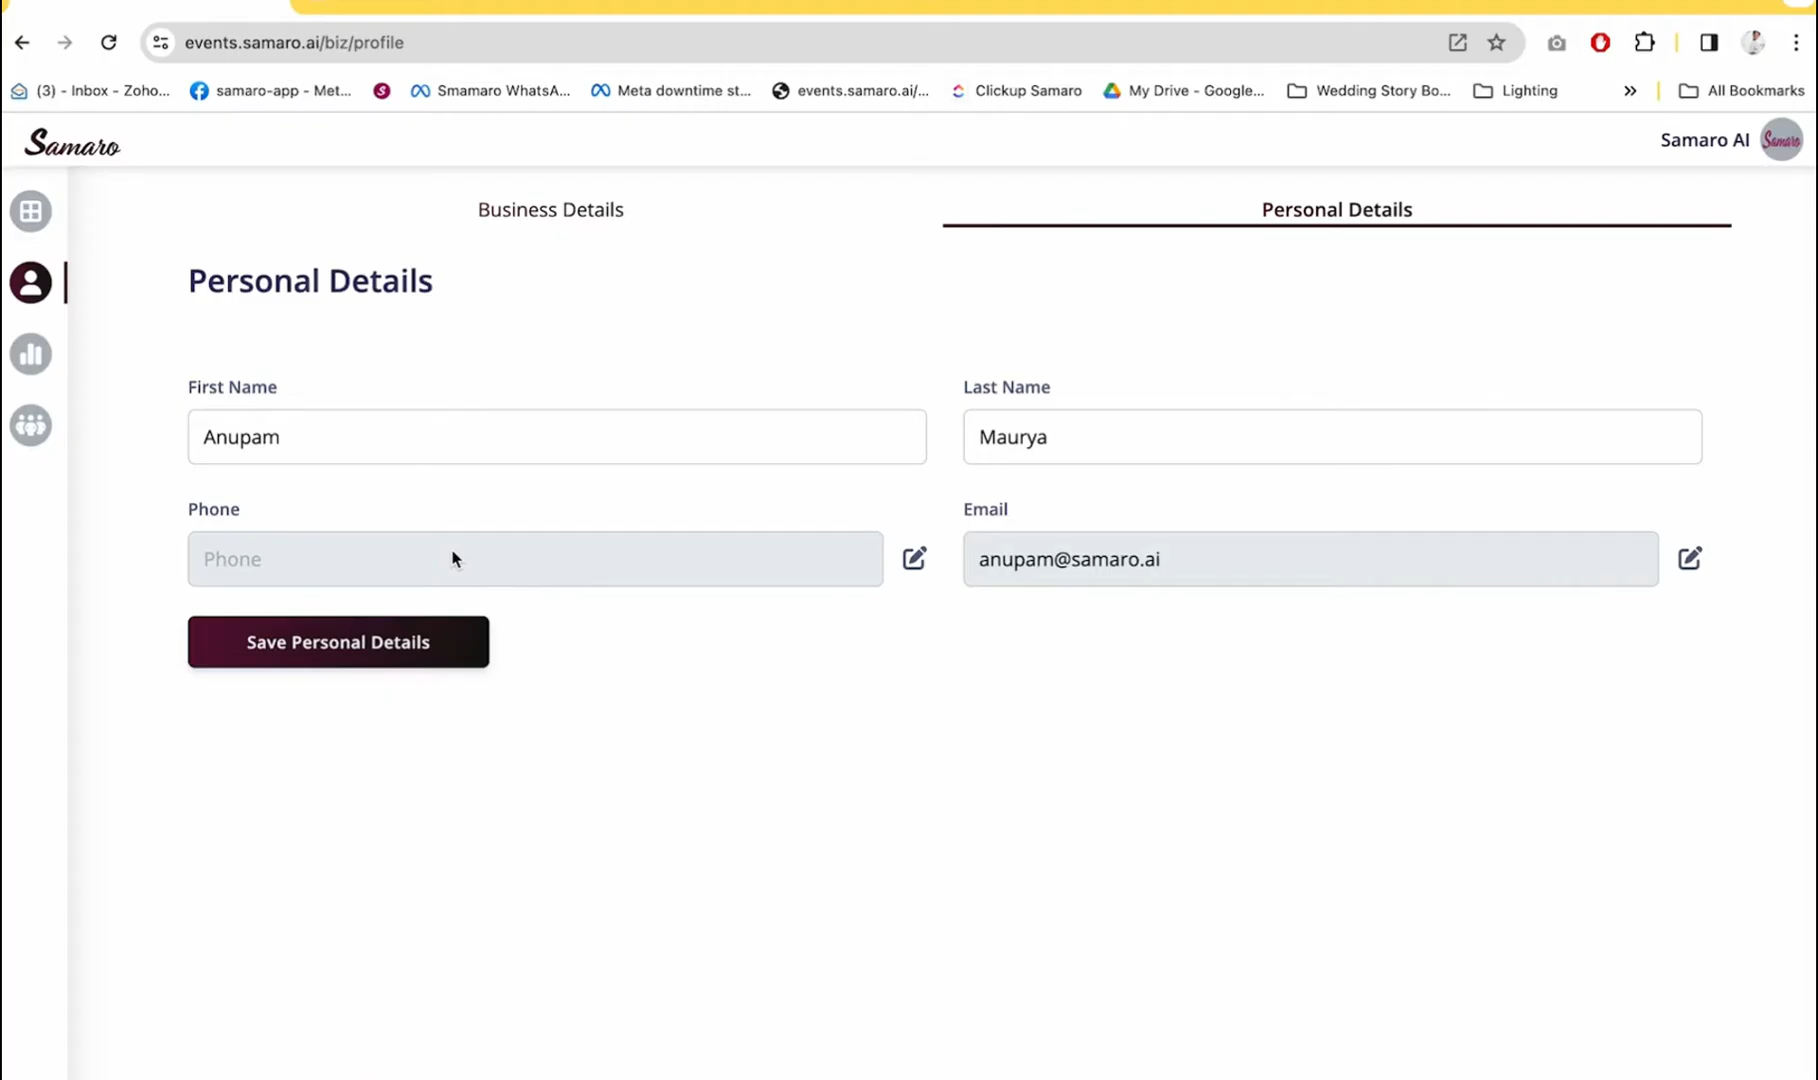 events.samaro.ai/biz/profile
(3) - Inbox - Zoho... samaro-app - Met... S Smamaro WhatsA... Meta downtime st... events.samaro.ai/... Clickup Samaro My Drive - Google... Wedding Story Bo... Lighting » All Bookmarks
Samaro Samaro AI Samaro
Business Details Personal Details
Personal Details
First Name Last Name
Anupam Maurya
Phone Email
Phone anupam@samaro.ai
Save Personal Details